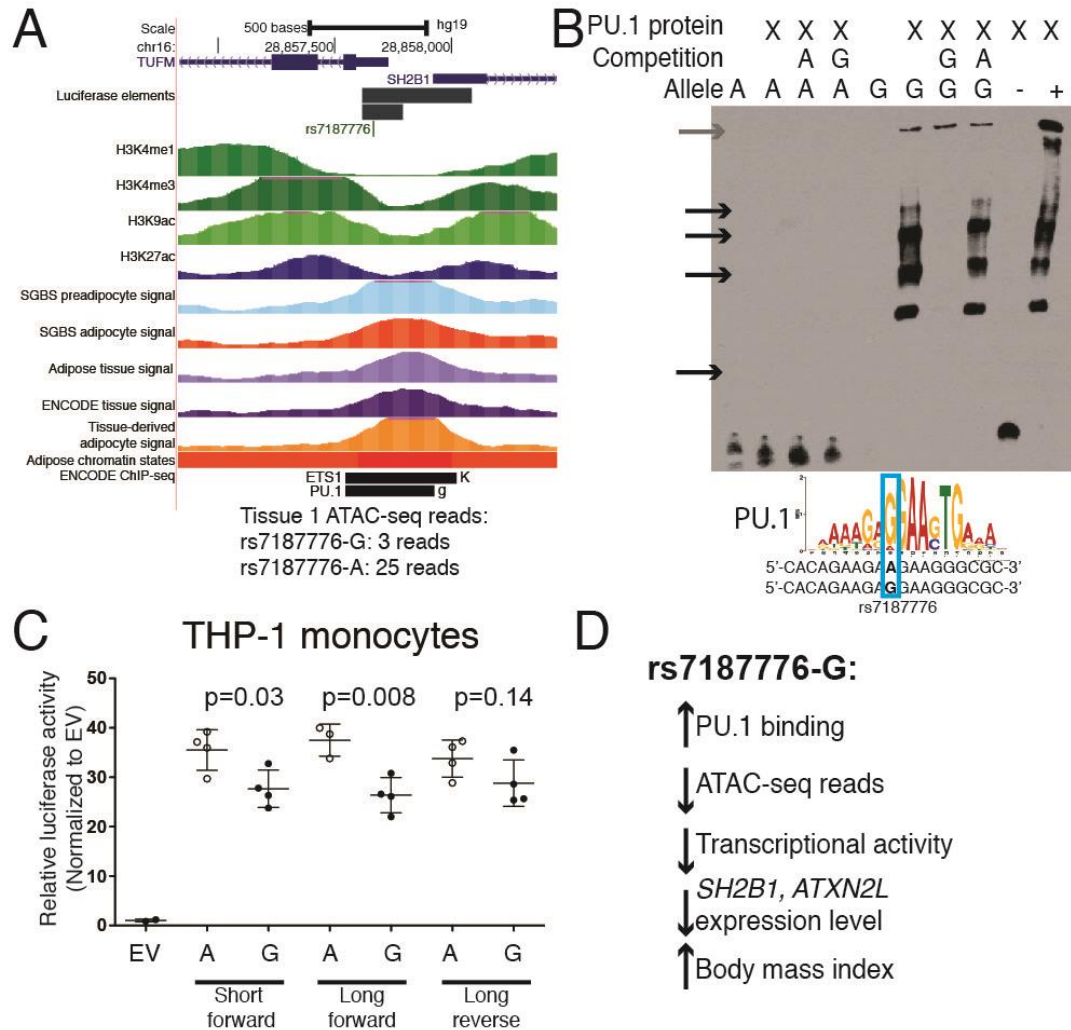 A
Scale 500 bases hg19
chr16: 28,857,500 28,858,000
TUFM
SH2B1
Luciferase elements
rs7187776
H3K4me1
H3K4me3
H3K9ac
H3K27ac
SGBS preadipocyte signal
SGBS adipocyte signal
Adipose tissue signal
ENCODE tissue signal
Tissue-derived
adipocyte signal
Adipose chromatin states
ENCODE ChIP-seq
ETS1 K
PU.1 g
Tissue 1 ATAC-seq reads:
rs7187776-G: 3 reads
rs7187776-A: 25 reads
B
PU.1 protein X X X X X X X X
Competition A G G A
Allele A A A A G G G G - +
PU.1
5'-CACAGAAGAAGAAGGGCGC-3'
5'-CACAGAAGAGGAAGGGCGC-3'
rs7187776
C
THP-1 monocytes
Relative luciferase activity
(Normalized to EV)
50
40
30
20
10
0
p=0.03 p=0.008 p=0.14
EV A G A G A G
Short
forward
Long
forward
Long
reverse
D
rs7187776-G:
↑PU.1 binding
↓ATAC-seq reads
↓Transcriptional activity
↓SH2B1, ATXN2L
expression level
↑Body mass index